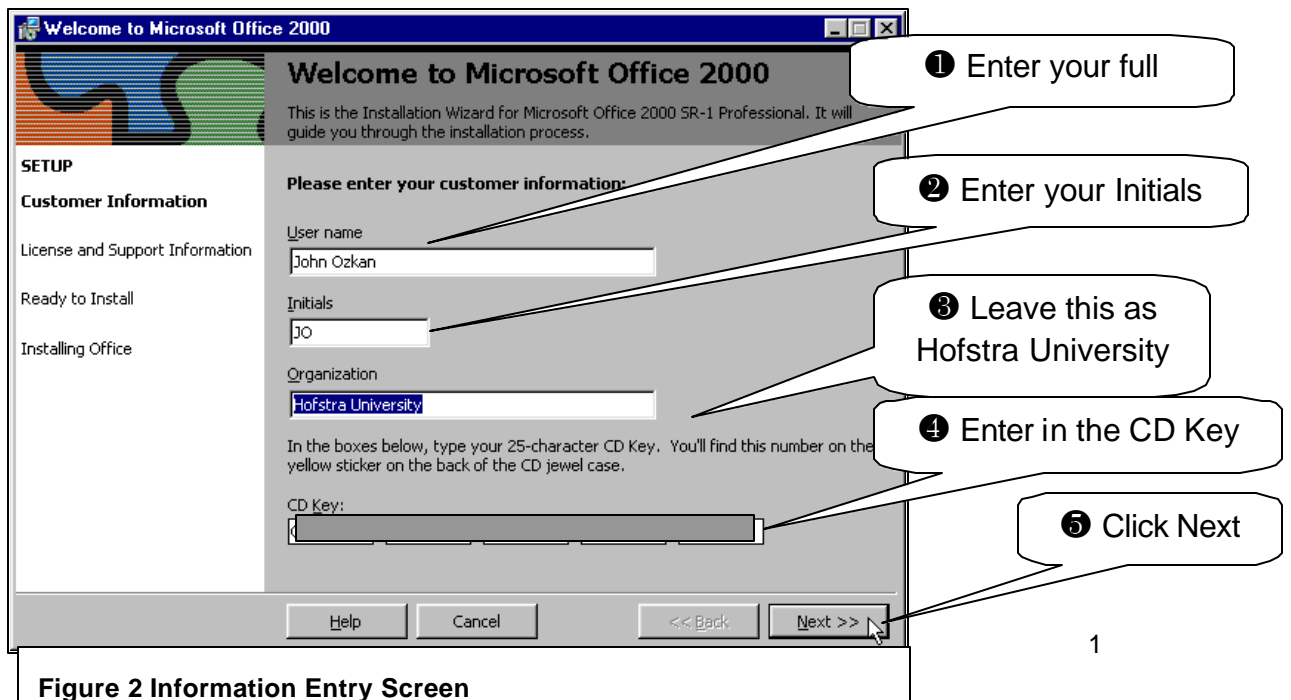 Welcome to Microsoft Office 2000
Welcome to Microsoft Office 2000
This is the Installation Wizard for Microsoft Office 2000 SR-1 Professional. It will
guide you through the installation process.
SETUP
Customer Information
License and Support Information
Ready to Install
Installing Office
Please enter your customer information:
User name
John Ozkan
Initials
JO
Organization
Hofstra University
In the boxes below, type your 25-character CD Key. You'll find this number on the
yellow sticker on the back of the CD jewel case.
CD Key:
Help
Cancel
<< Back
Next >>
❶ Enter your full
❷ Enter your Initials
❸ Leave this as
Hofstra University
❹ Enter in the CD Key
❺ Click Next
1
Figure 2 Information Entry Screen